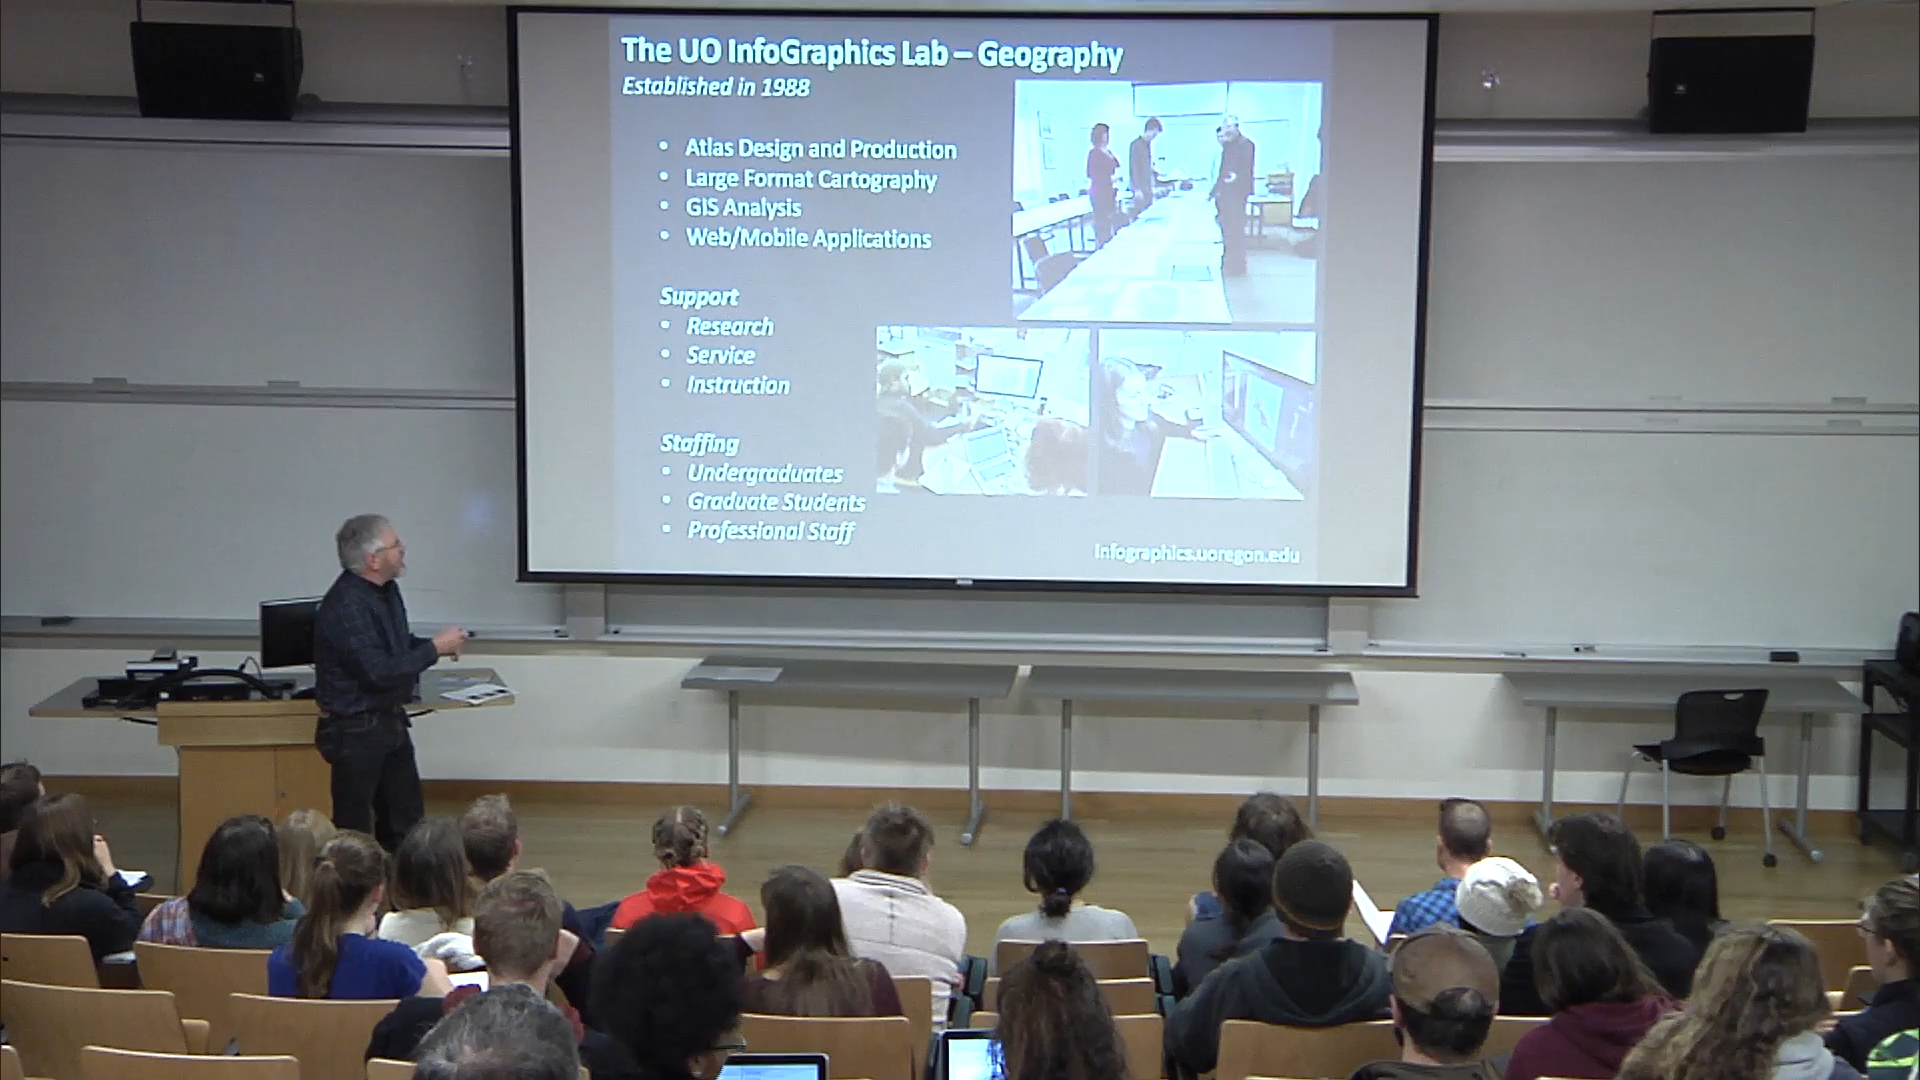 The UO InfoGraphics Lab – Geography
Established in 1988
• Atlas Design and Production
• Large Format Cartography
• GIS Analysis
• Web/Mobile Applications
Support
• Research
• Service
• Instruction
Staffing
• Undergraduates
• Graduate Students
• Professional Staff
infographics.uoregon.edu